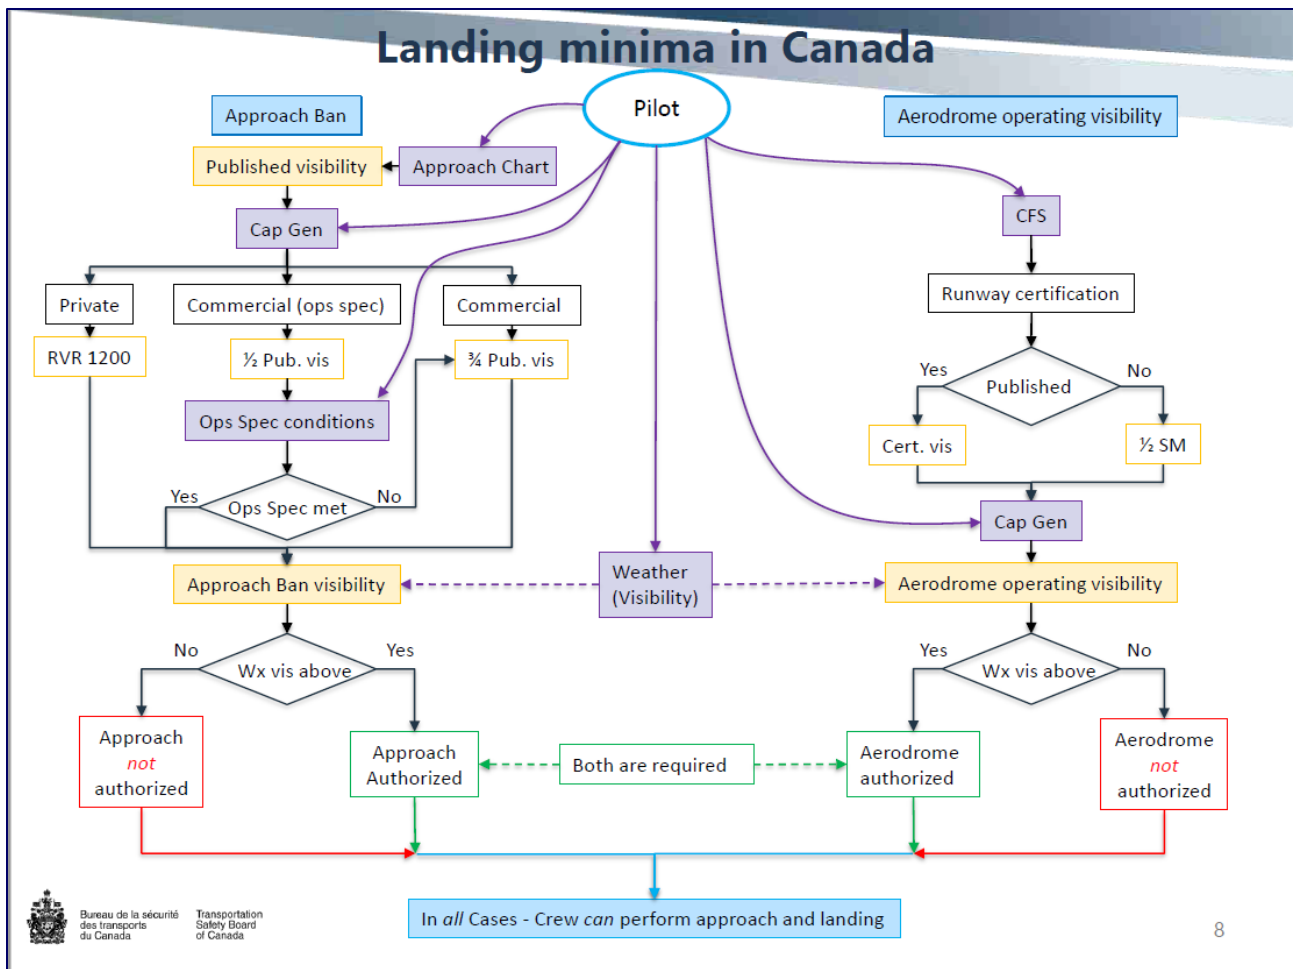 Landing minima in Canada
Pilot
Approach Ban
Aerodrome operating visibility
Published visibility
Approach Chart
Cap Gen
CFS
Private
Commercial (ops spec)
Commercial
Runway certification
RVR 1200
½ Pub. vis
¾ Pub. vis
Yes
Published
No
Ops Spec conditions
Cert. vis
½ SM
Yes
Ops Spec met
No
Cap Gen
Approach Ban visibility
Weather
(Visibility)
Aerodrome operating visibility
No
Wx vis above
Yes
Yes
Wx vis above
No
Approach
not
authorized
Approach
Authorized
Both are required
Aerodrome
authorized
Aerodrome
not
authorized
In all Cases - Crew can perform approach and landing
Bureau de la sécurité
des transports
du Canada
Transportation
Safety Board
of Canada
8